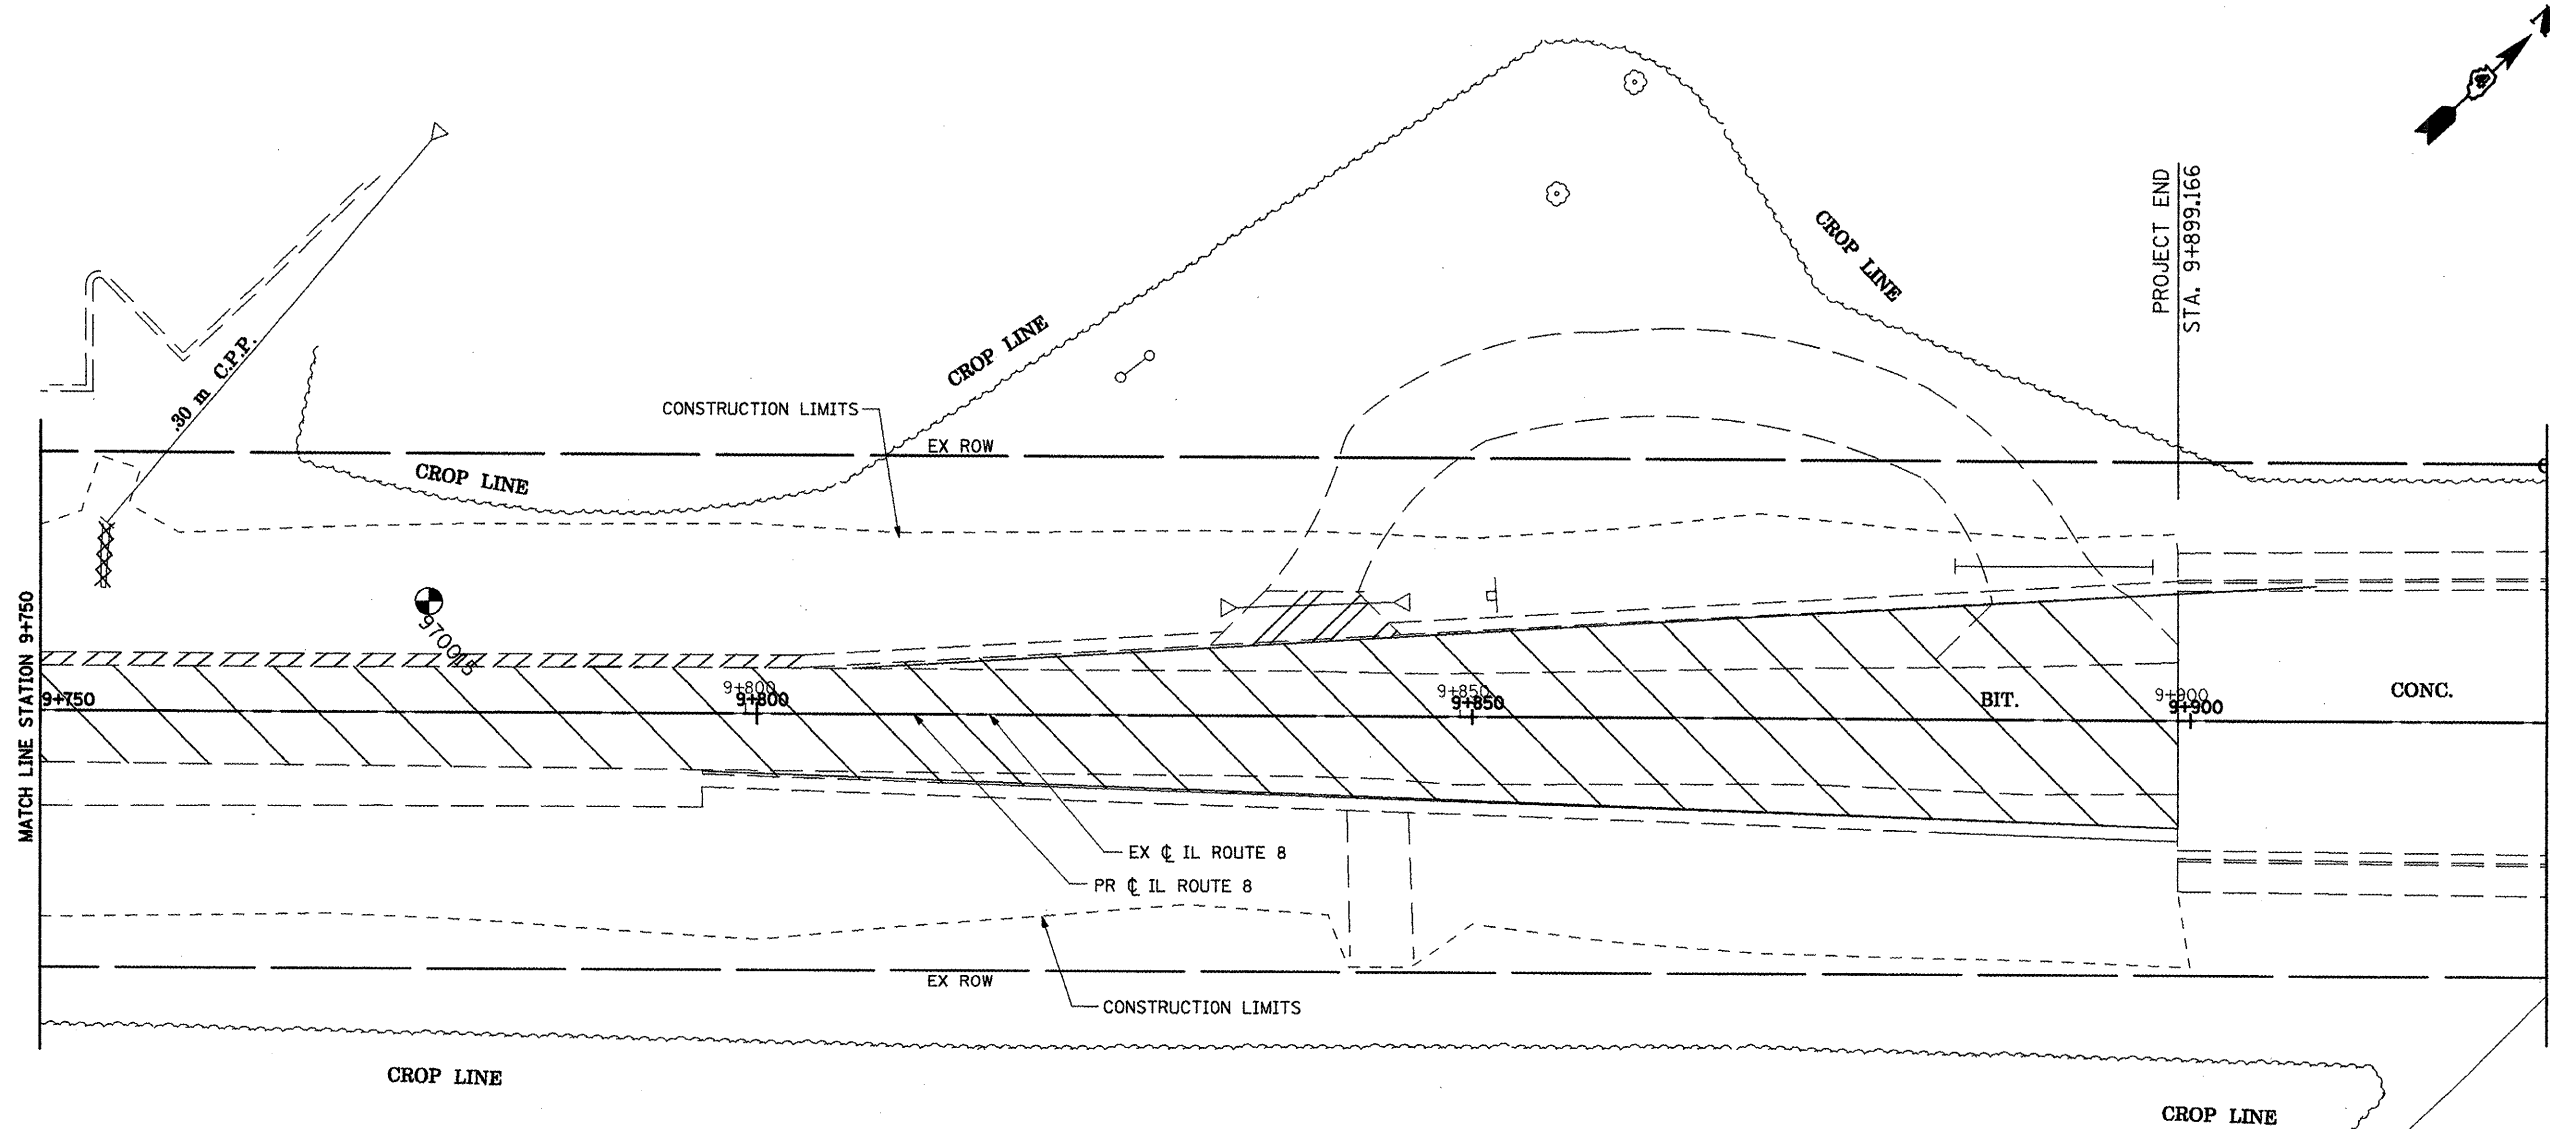 PROJECT END
STA. 9+899.166
CROP LINE
.30 m C.P.P.
CROP LINE
CONSTRUCTION LIMITS
EX ROW
CROP LINE
MATCH LINE STATION 9+750
970015
9+750
9+800
9+800
9+850
9+850
BIT.
9+900
9+900
CONC.
EX ℄ IL ROUTE 8
PR ℄ IL ROUTE 8
EX ROW
CONSTRUCTION LIMITS
CROP LINE
CROP LINE